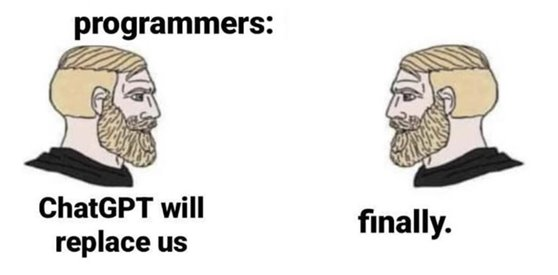 programmers:
ChatGPT will
replace us
finally.